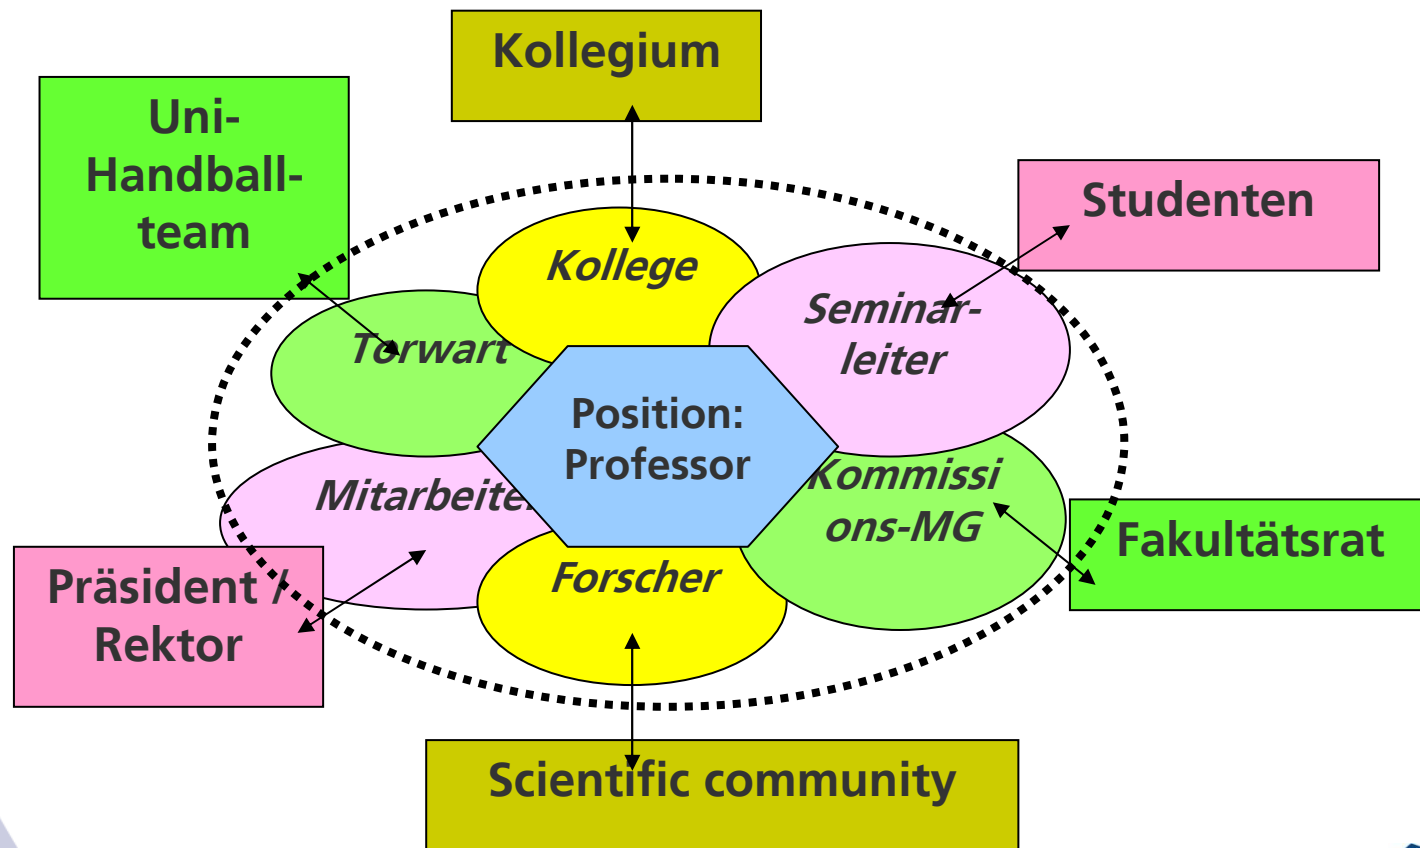 Kollegium
Uni-
Handball-
team
Studenten
Kollege
Seminar-
leiter
Torwart
Position:
Professor
Mitarbeiter
Kommissi
ons-MG
Fakultätsrat
Präsident /
Rektor
Forscher
Scientific community